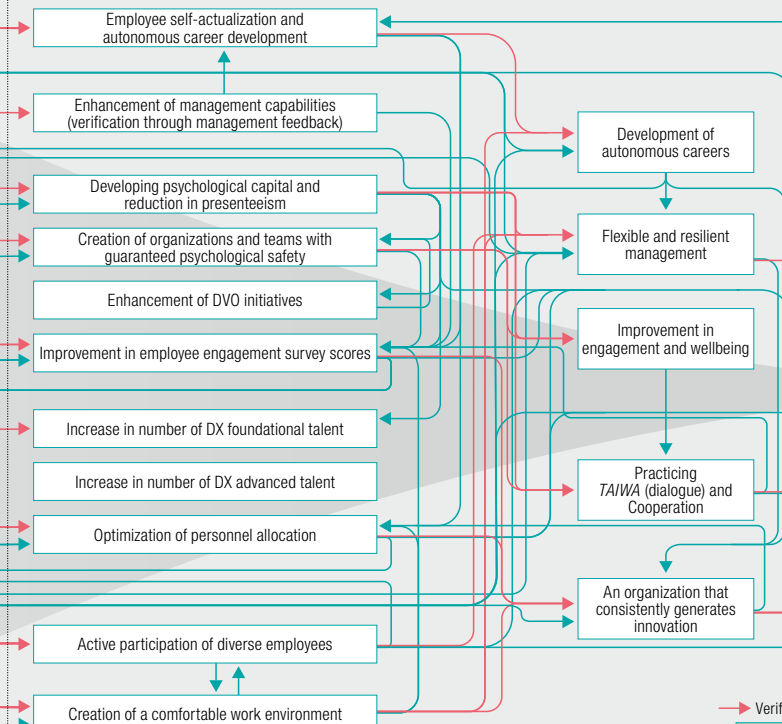 Employee self-actualization and
autonomous career development
Enhancement of management capabilities
(verification through management feedback)
Developing psychological capital and
reduction in presenteeism
Creation of organizations and teams with
guaranteed psychological safety
Enhancement of DVO initiatives
Improvement in employee engagement survey scores
Increase in number of DX foundational talent
Increase in number of DX advanced talent
Optimization of personnel allocation
Active participation of diverse employees
Creation of a comfortable work environment
Development of
autonomous careers
Flexible and resilient
management
Improvement in
engagement and wellbeing
Practicing
TAIWA (dialogue) and
Cooperation
An organization that
consistently generates
innovation